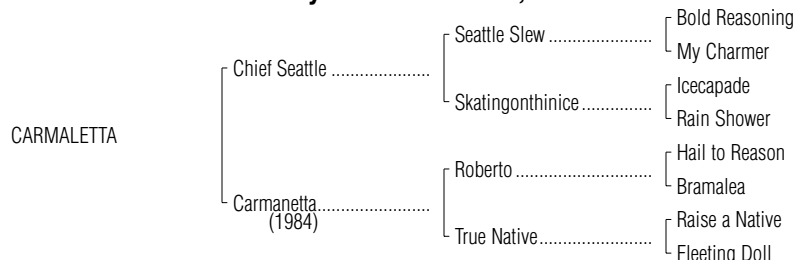 Bold Reasoning
Seattle Slew ......................
My Charmer
Chief Seattle .....................
Icecapade
Skatingonthinice ...............
Rain Shower
CARMALETTA
Hail to Reason
Roberto .............................
Bramalea
Carmanetta........................
(1984)
Raise a Native
True Native........................
Fleeting Doll